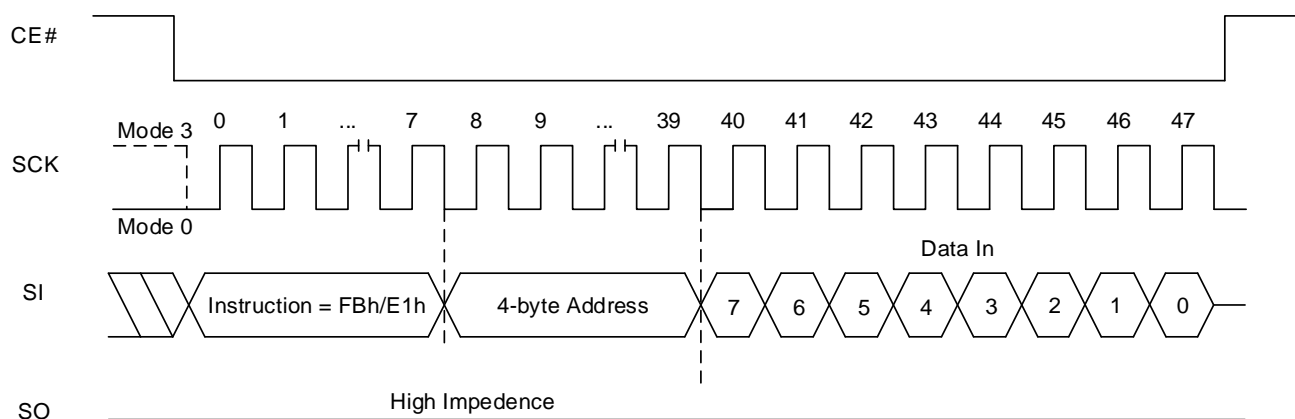 CE#
Mode 3
0 1 ... 7 8 9 ... 39 40 41 42 43 44 45 46 47
SCK
Mode 0
Data In
SI
Instruction = FBh/E1h
4-byte Address
7 6 5 4 3 2 1 0
High Impedence
SO